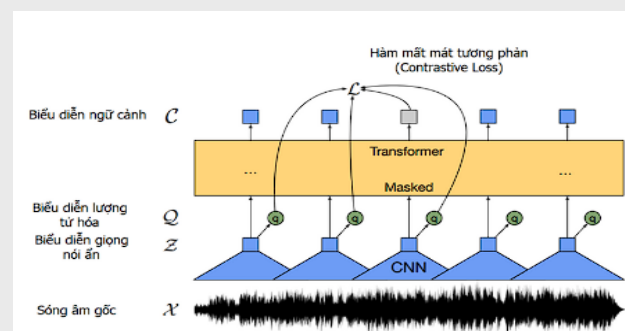 Hàm mất mát tương phản
(Contrastive Loss)
L
Biểu diễn ngữ cảnh C
Transformer
... ...
Masked
Biểu diễn lượng
tử hóa Q
q q q q q
Biểu diễn giọng
nói ẩn Z
CNN
Sóng âm gốc X